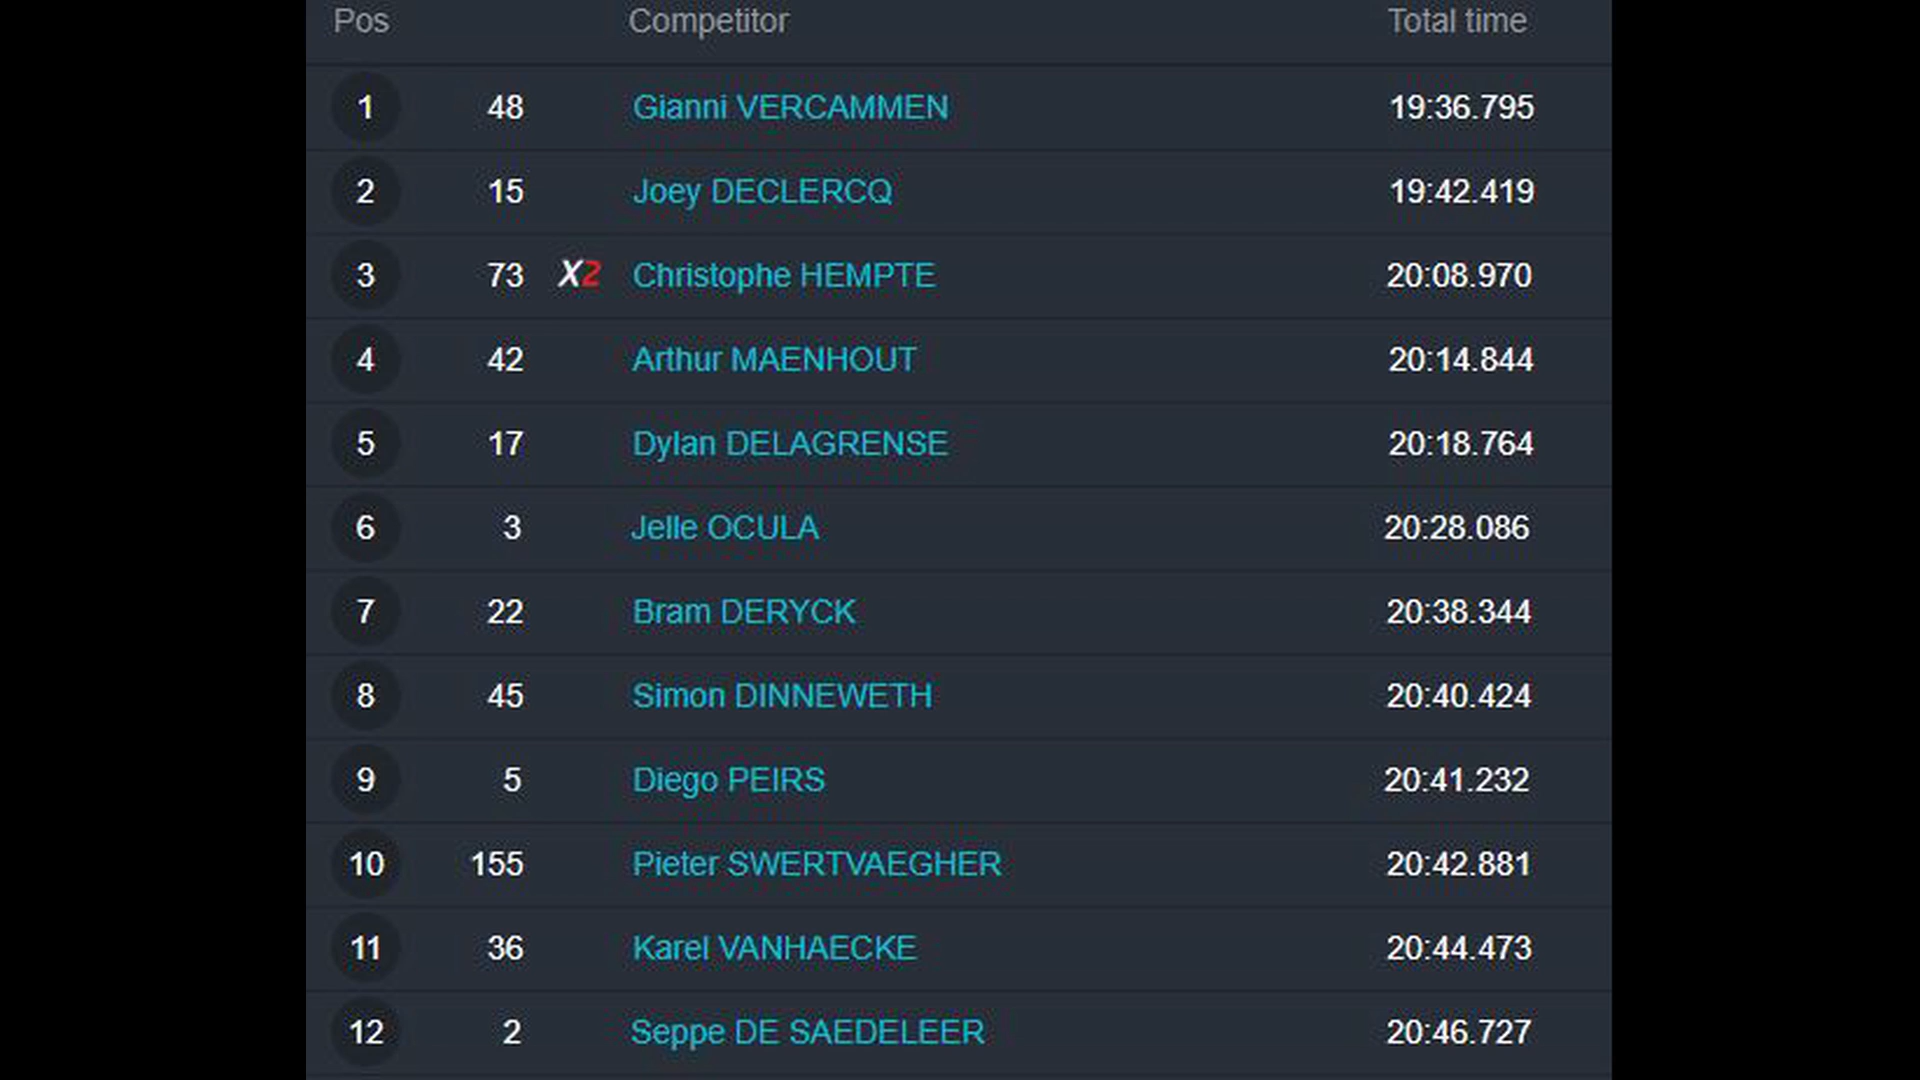 Pos Competitor Total time
1 48 Gianni VERCAMMEN 19:36.795
2 15 Joey DECLERCQ 19:42.419
3 73 X2 Christophe HEMPTE 20:08.970
4 42 Arthur MAENHOUT 20:14.844
5 17 Dylan DELAGRENSE 20:18.764
6 3 Jelle OCULA 20:28.086
7 22 Bram DERYCK 20:38.344
8 45 Simon DINNEWETH 20:40.424
9 5 Diego PEIRS 20:41.232
10 155 Pieter SWERTVAEGHER 20:42.881
11 36 Karel VANHAECKE 20:44.473
12 2 Seppe DE SAEDELEER 20:46.727